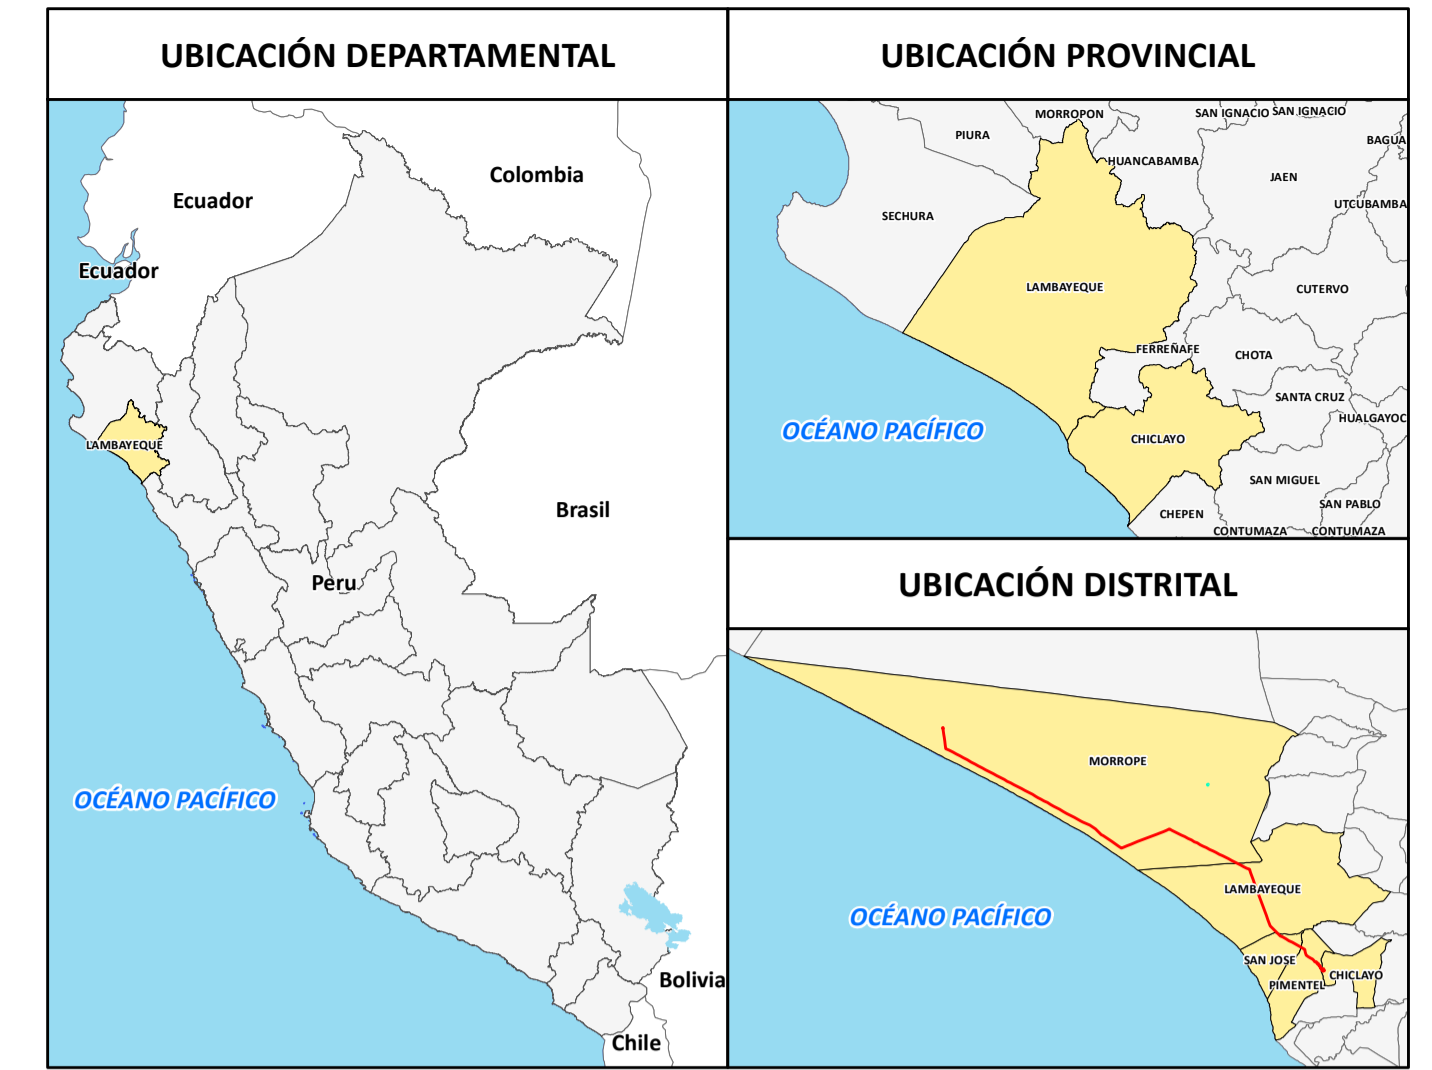 UBICACIÓN DEPARTAMENTAL
Colombia
Ecuador
Ecuador
LAMBAYEQUE
Brasil
Peru
OCÉANO PACÍFICO
Bolivia
Chile
UBICACIÓN PROVINCIAL
MORROPON
SAN IGNACIO
SAN IGNACIO
PIURA
BAGUA
HUANCABAMBA
JAEN
UTCUBAMBA
SECHURA
LAMBAYEQUE
CUTERVO
FERREÑAFE
CHOTA
SANTA CRUZ
HUALGAYOC
OCÉANO PACÍFICO
CHICLAYO
SAN MIGUEL
SAN PABLO
CHEPEN
CONTUMAZA
CONTUMAZA
UBICACIÓN DISTRITAL
MORROPE
LAMBAYEQUE
OCÉANO PACÍFICO
SAN JOSE
CHICLAYO
PIMENTEL